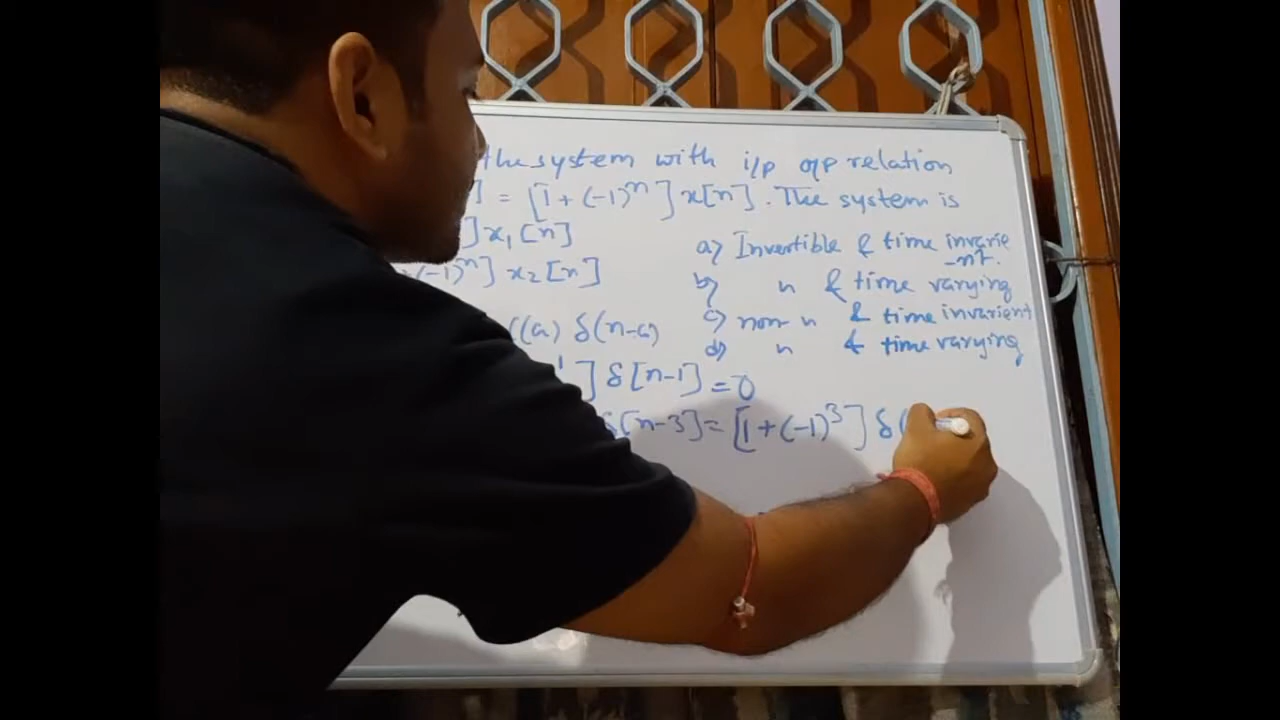 the system with i/p o/p relation
] = [1 + (-1)^n] x[n]. The system is
] x₁[n]
(-1)^n] x₂[n]
a) Invertible & time invarie
-nt.
b) " & time varying
c) non " & time invarient
d) " & time varying
δ(n-a)
] δ[n-1] = 0
δ[n-3] = [1+(-1)³] δ(